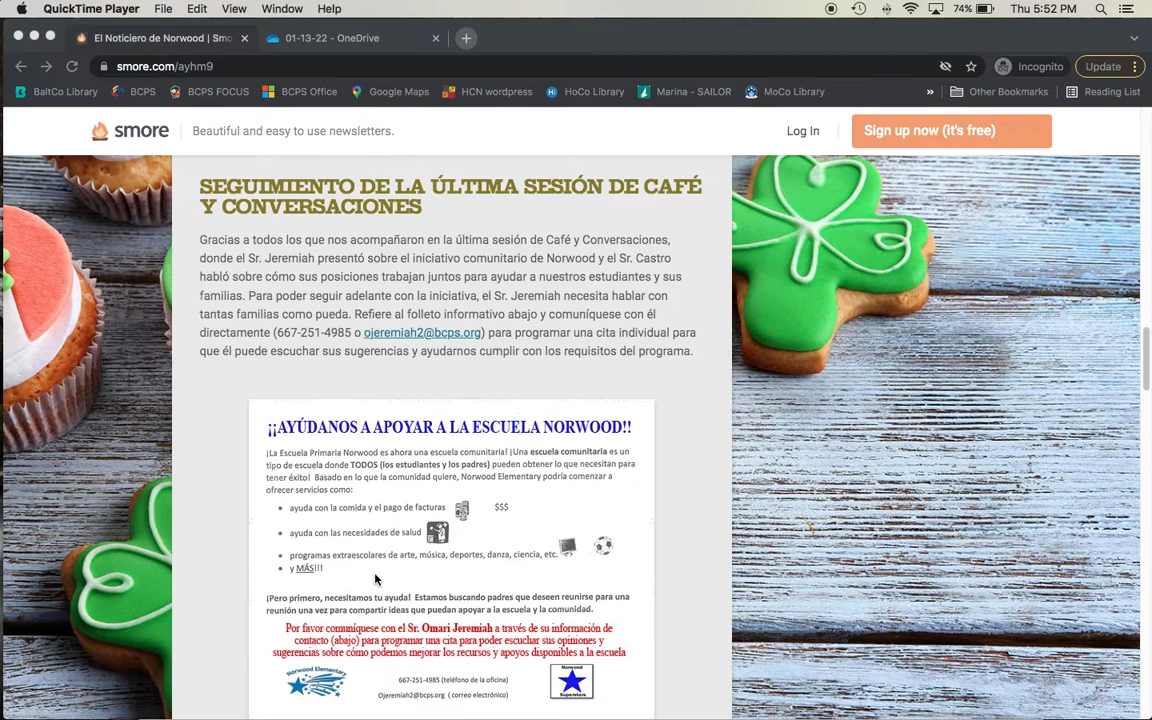 QuickTime Player File Edit View Window Help 74% Thu 5:52 PM
El Noticiero de Norwood | Smo 01-13-22 - OneDrive
smore.com/ayhm9 Incognito Update
BaltCo Library BCPS BCPS FOCUS BCPS Office Google Maps HCN wordpress HoCo Library Marina - SAILOR MoCo Library » Other Bookmarks Reading List
smore Beautiful and easy to use newsletters. Log In Sign up now (it's free)
SEGUIMIENTO DE LA ÚLTIMA SESIÓN DE CAFÉ
Y CONVERSACIONES
Gracias a todos los que nos acompañaron en la última sesión de Café y Conversaciones,
donde el Sr. Jeremiah presentó sobre el iniciativo comunitario de Norwood y el Sr. Castro
habló sobre cómo sus posiciones trabajan juntos para ayudar a nuestros estudiantes y sus
familias. Para poder seguir adelante con la iniciativa, el Sr. Jeremiah necesita hablar con
tantas familias como pueda. Refiere al folleto informativo abajo y comuníquese con él
directamente (667-251-4985 o ojeremiah2@bcps.org) para programar una cita individual para
que él puede escuchar sus sugerencias y ayudarnos cumplir con los requisitos del programa.
¡¡AYÚDANOS A APOYAR A LA ESCUELA NORWOOD!!
¡La Escuela Primaria Norwood es ahora una escuela comunitaria! ¡Una escuela comunitaria es un
tipo de escuela donde TODOS (los estudiantes y los padres) pueden obtener lo que necesitan para
tener éxito! Basado en lo que la comunidad quiere, Norwood Elementary podría comenzar a
ofrecer servicios como:
• ayuda con la comida y el pago de facturas $$$
• ayuda con las necesidades de salud
• programas extraescolares de arte, música, deportes, danza, ciencia, etc.
• y MÁS!!!
¡Pero primero, necesitamos tu ayuda! Estamos buscando padres que deseen reunirse para una
reunión una vez para compartir ideas que puedan apoyar a la escuela y la comunidad.
Por favor comuníquese con el Sr. Omari Jeremiah a través de su información de
contacto (abajo) para programar una cita para poder escuchar sus opiniones y
sugerencias sobre cómo podemos mejorar los recursos y apoyos disponibles a la escuela
Norwood Elementary
667-251-4985 (teléfono de la oficina)
Ojeremiah2@bcps.org ( correo electrónico)
Norwood
Superstars